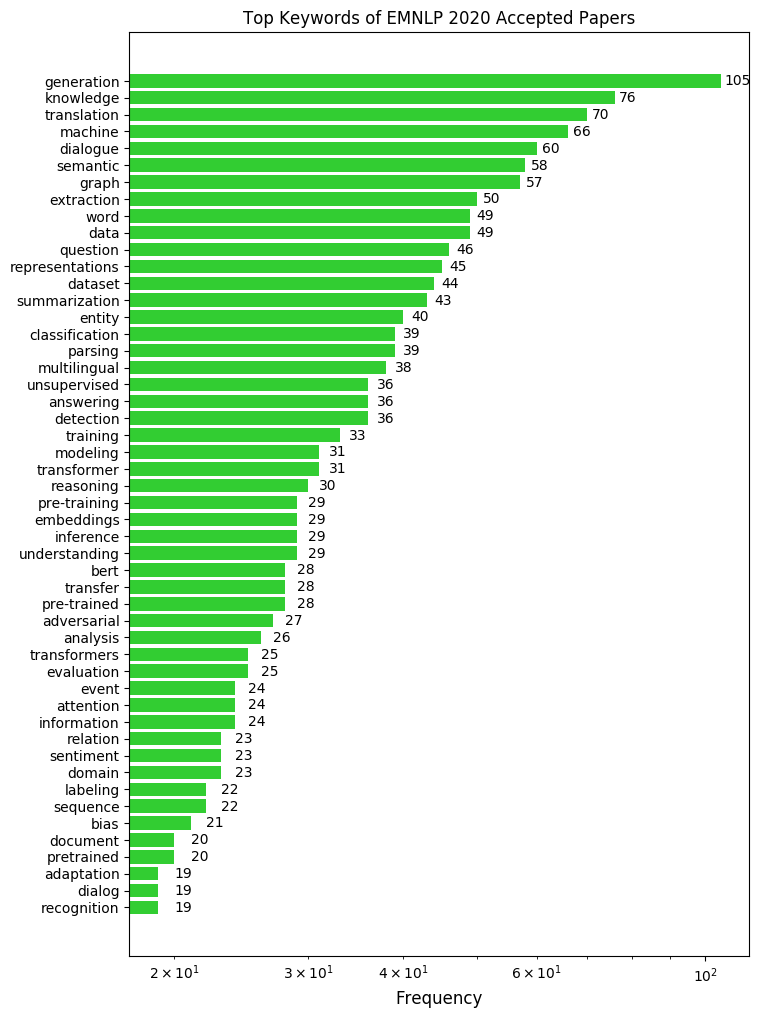 Top Keywords of EMNLP 2020 Accepted Papers
generation 105
knowledge 76
translation 70
machine 66
dialogue 60
semantic 58
graph 57
extraction 50
word 49
data 49
question 46
representations 45
dataset 44
summarization 43
entity 40
classification 39
parsing 39
multilingual 38
unsupervised 36
answering 36
detection 36
training 33
modeling 31
transformer 31
reasoning 30
pre-training 29
embeddings 29
inference 29
understanding 29
bert 28
transfer 28
pre-trained 28
adversarial 27
analysis 26
transformers 25
evaluation 25
event 24
attention 24
information 24
relation 23
sentiment 23
domain 23
labeling 22
sequence 22
bias 21
document 20
pretrained 20
adaptation 19
dialog 19
recognition 19
2 × 10¹ 3 × 10¹ 4 × 10¹ 6 × 10¹ 10²
Frequency